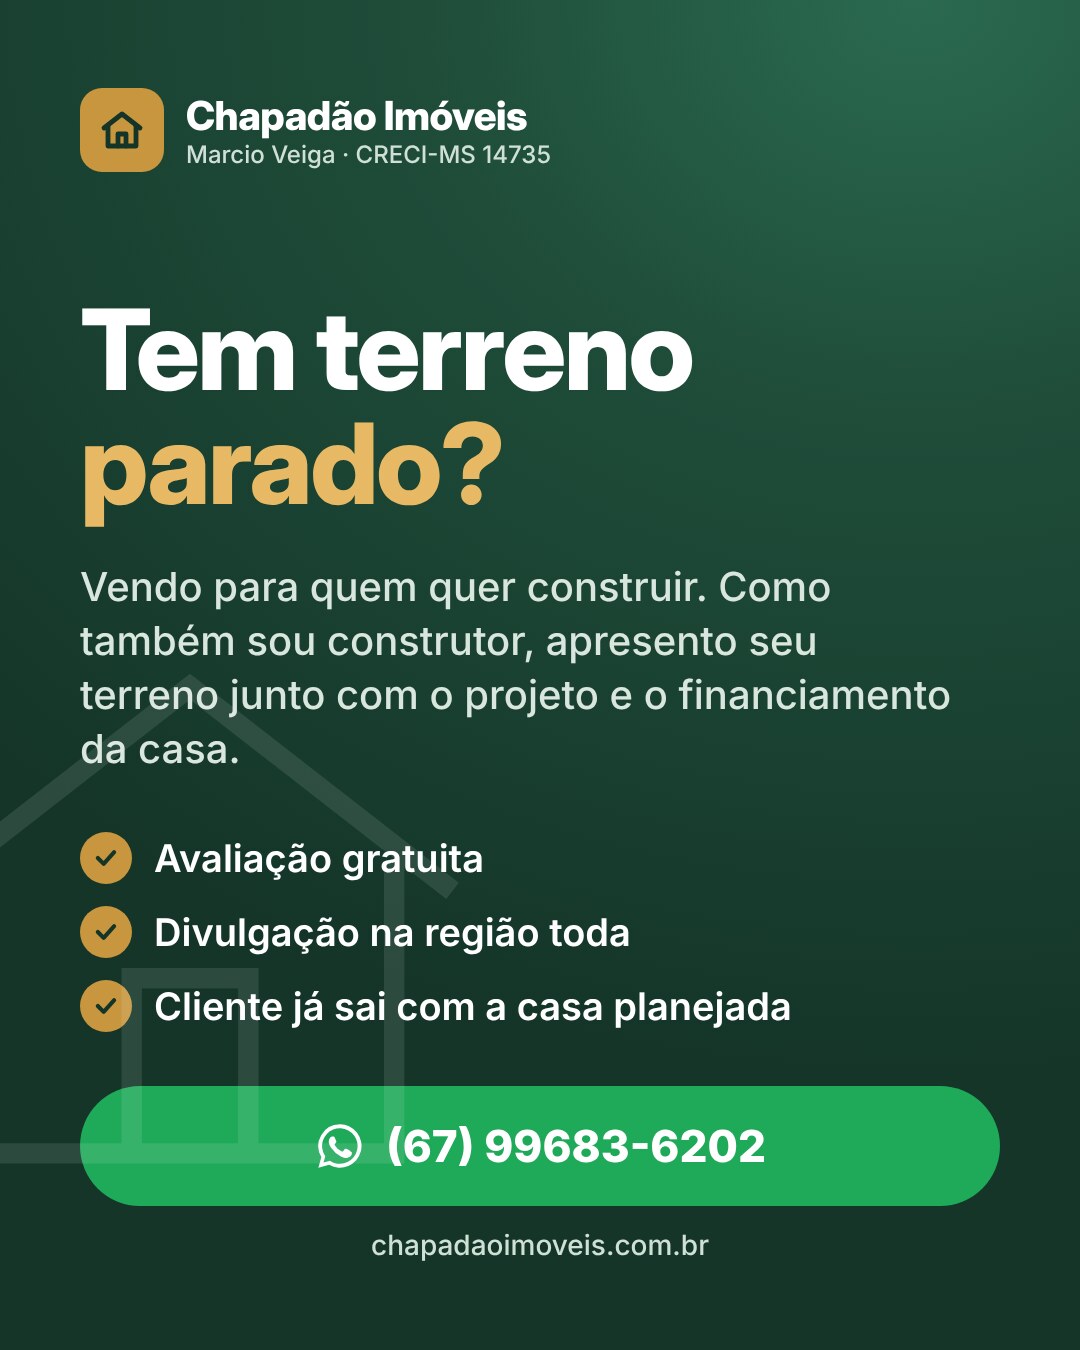 Chapadão Imóveis
Marcio Veiga · CRECI-MS 14735
Tem terreno
parado?
Vendo para quem quer construir. Como
também sou construtor, apresento seu
terreno junto com o projeto e o financiamento
da casa.
Avaliação gratuita
Divulgação na região toda
Cliente já sai com a casa planejada
(67) 99683-6202
chapadaoimoveis.com.br